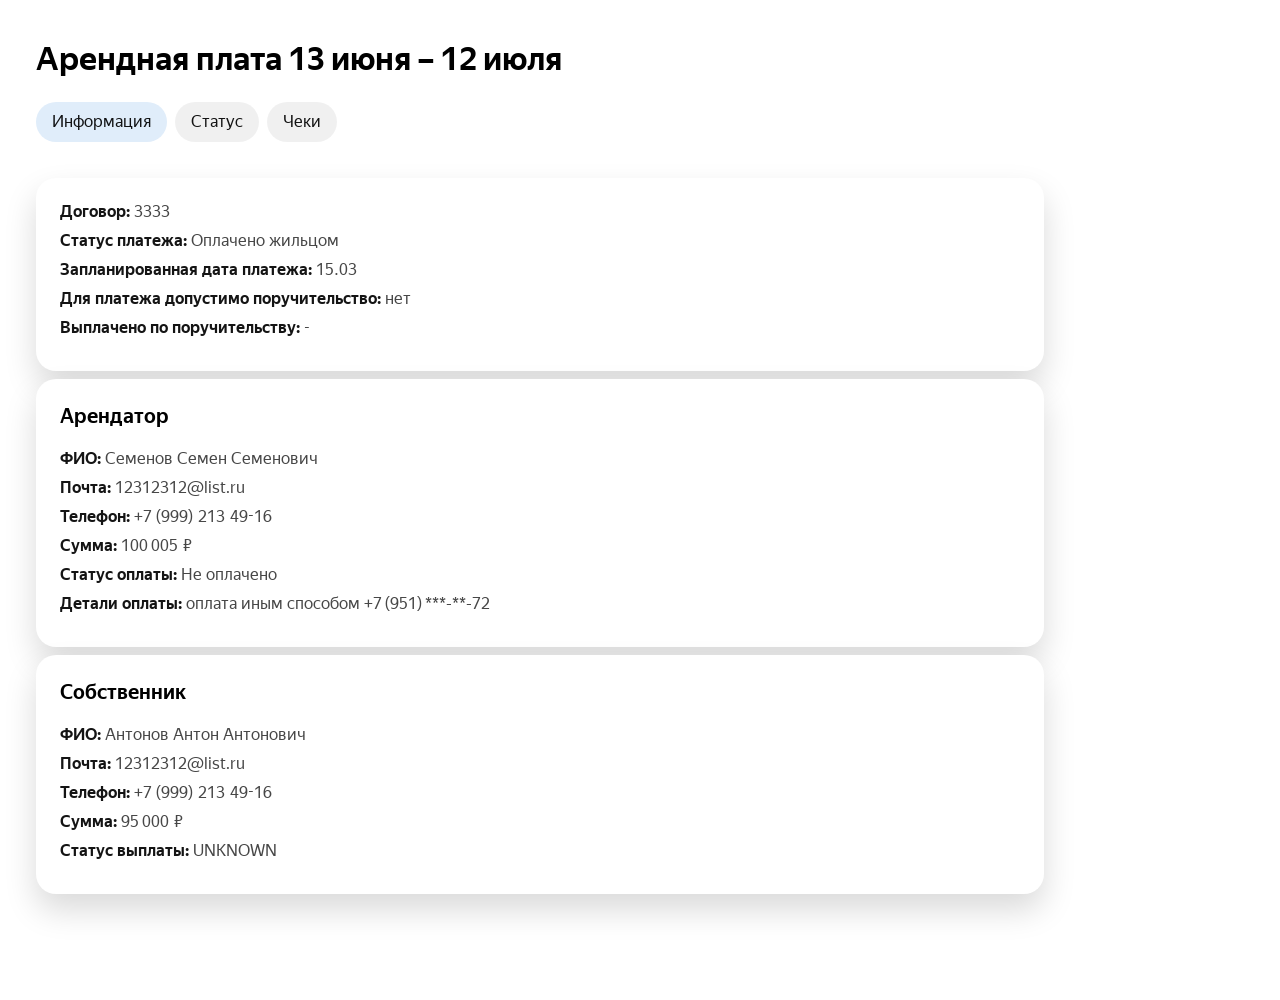 Арендная плата 13 июня – 12 июля
Информация
Статус
Чеки
Договор: 3333
Статус платежа: Оплачено жильцом
Запланированная дата платежа: 15.03
Для платежа допустимо поручительство: нет
Выплачено по поручительству: -
Арендатор
ФИО: Семенов Семен Семенович
Почта: 12312312@list.ru
Телефон: +7 (999) 213 49-16
Сумма: 100 005 ₽
Статус оплаты: Не оплачено
Детали оплаты: оплата иным способом +7 (951) ***-**-72
Собственник
ФИО: Антонов Антон Антонович
Почта: 12312312@list.ru
Телефон: +7 (999) 213 49-16
Сумма: 95 000 ₽
Статус выплаты: UNKNOWN